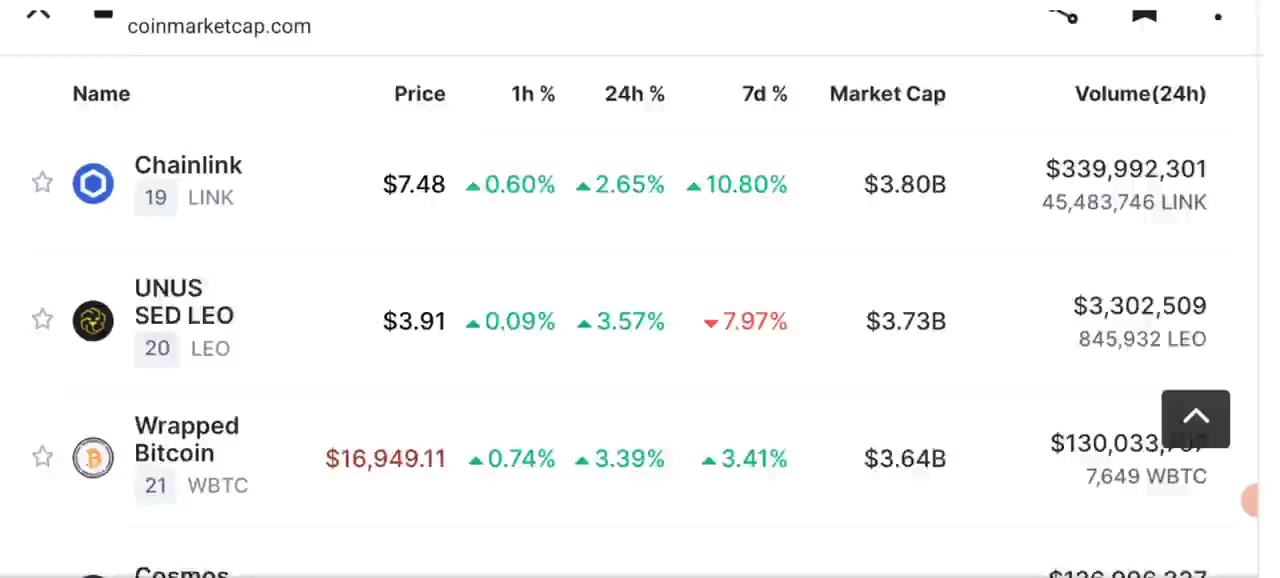 coinmarketcap.com
Name Price 1h % 24h % 7d % Market Cap Volume(24h)
Chainlink
19 LINK
$7.48 0.60% 2.65% 10.80% $3.80B
$339,992,301
45,483,746 LINK
UNUS
SED LEO
20 LEO
$3.91 0.09% 3.57% 7.97% $3.73B
$3,302,509
845,932 LEO
Wrapped
Bitcoin
21 WBTC
$16,949.11 0.74% 3.39% 3.41% $3.64B
$130,033,
7,649 WBTC
Cosmos